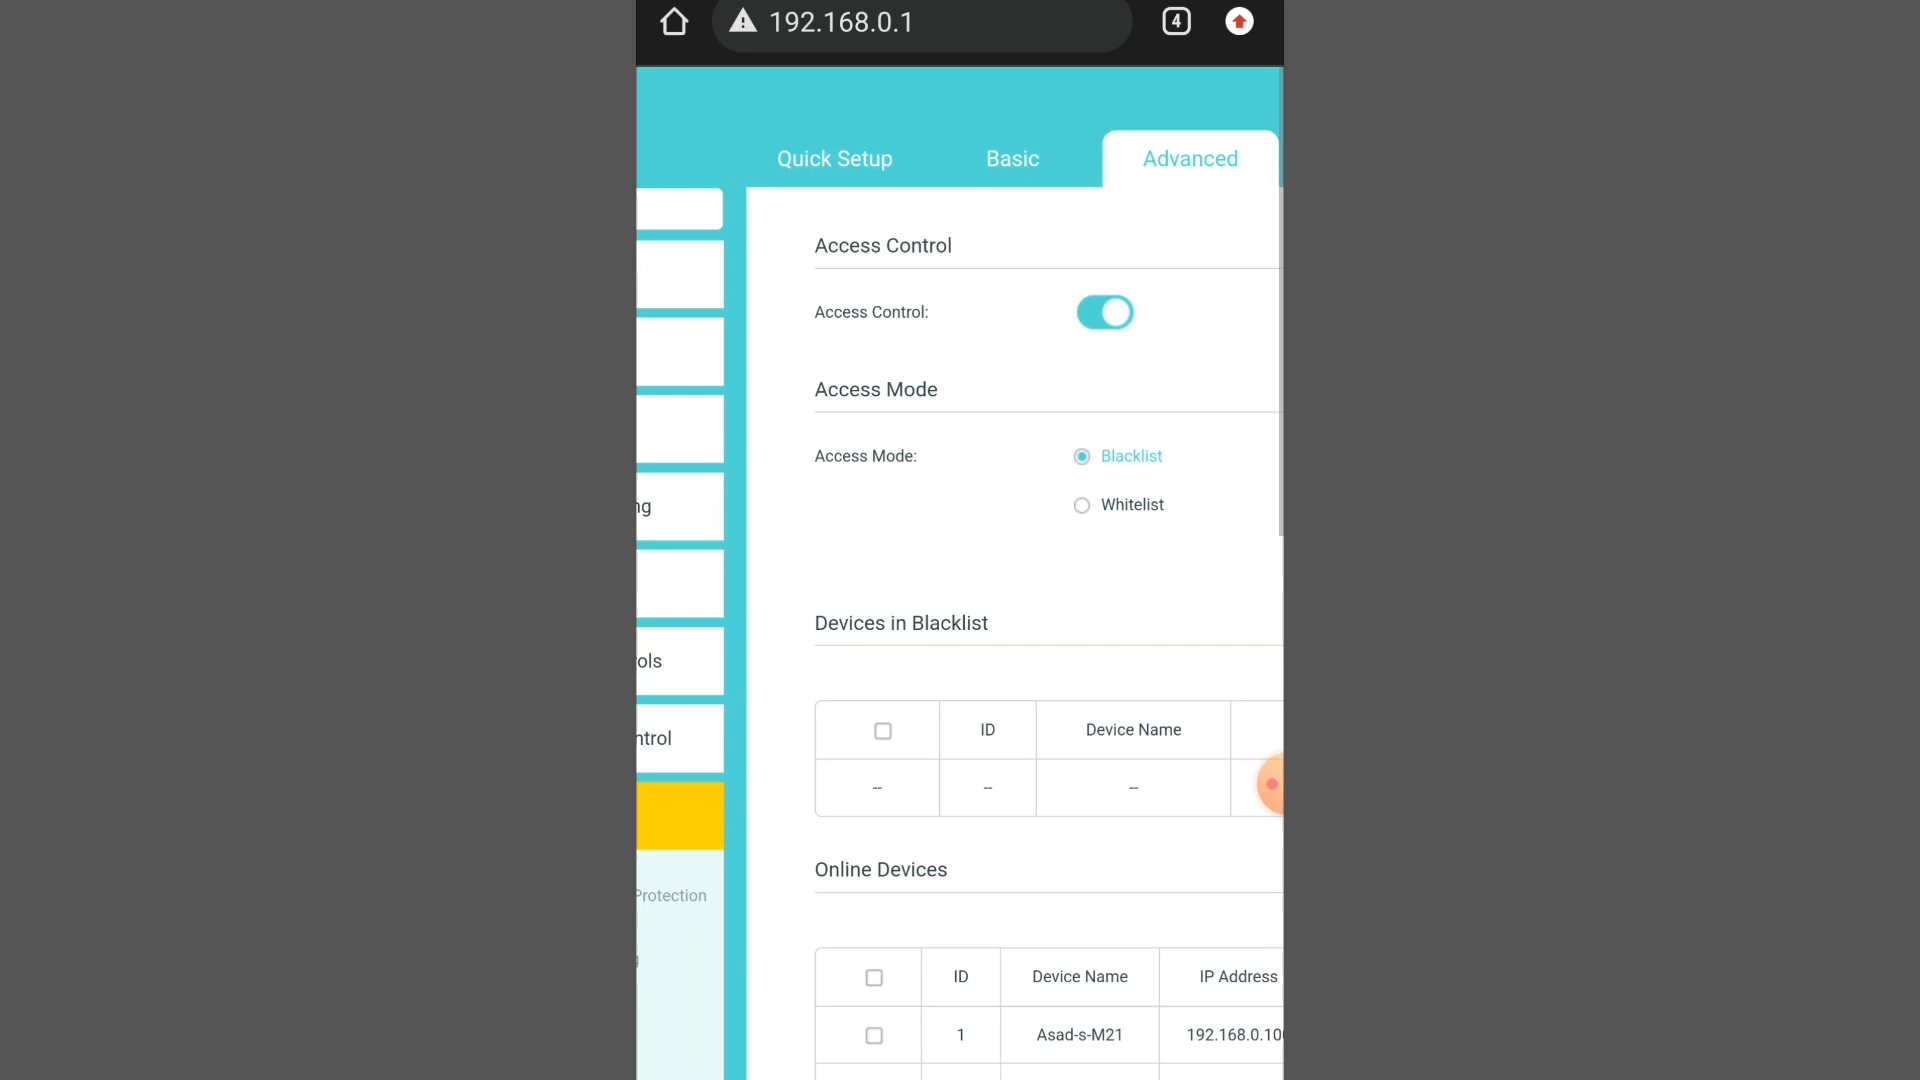 192.168.0.1
4
Quick Setup
Basic
Advanced
Access Control
Access Control:
Access Mode
Access Mode:
Blacklist
Whitelist
ng
ols
ntrol
Protection
Devices in Blacklist
ID
Device Name
--
--
--
Online Devices
ID
Device Name
IP Address
1
Asad-s-M21
192.168.0.10